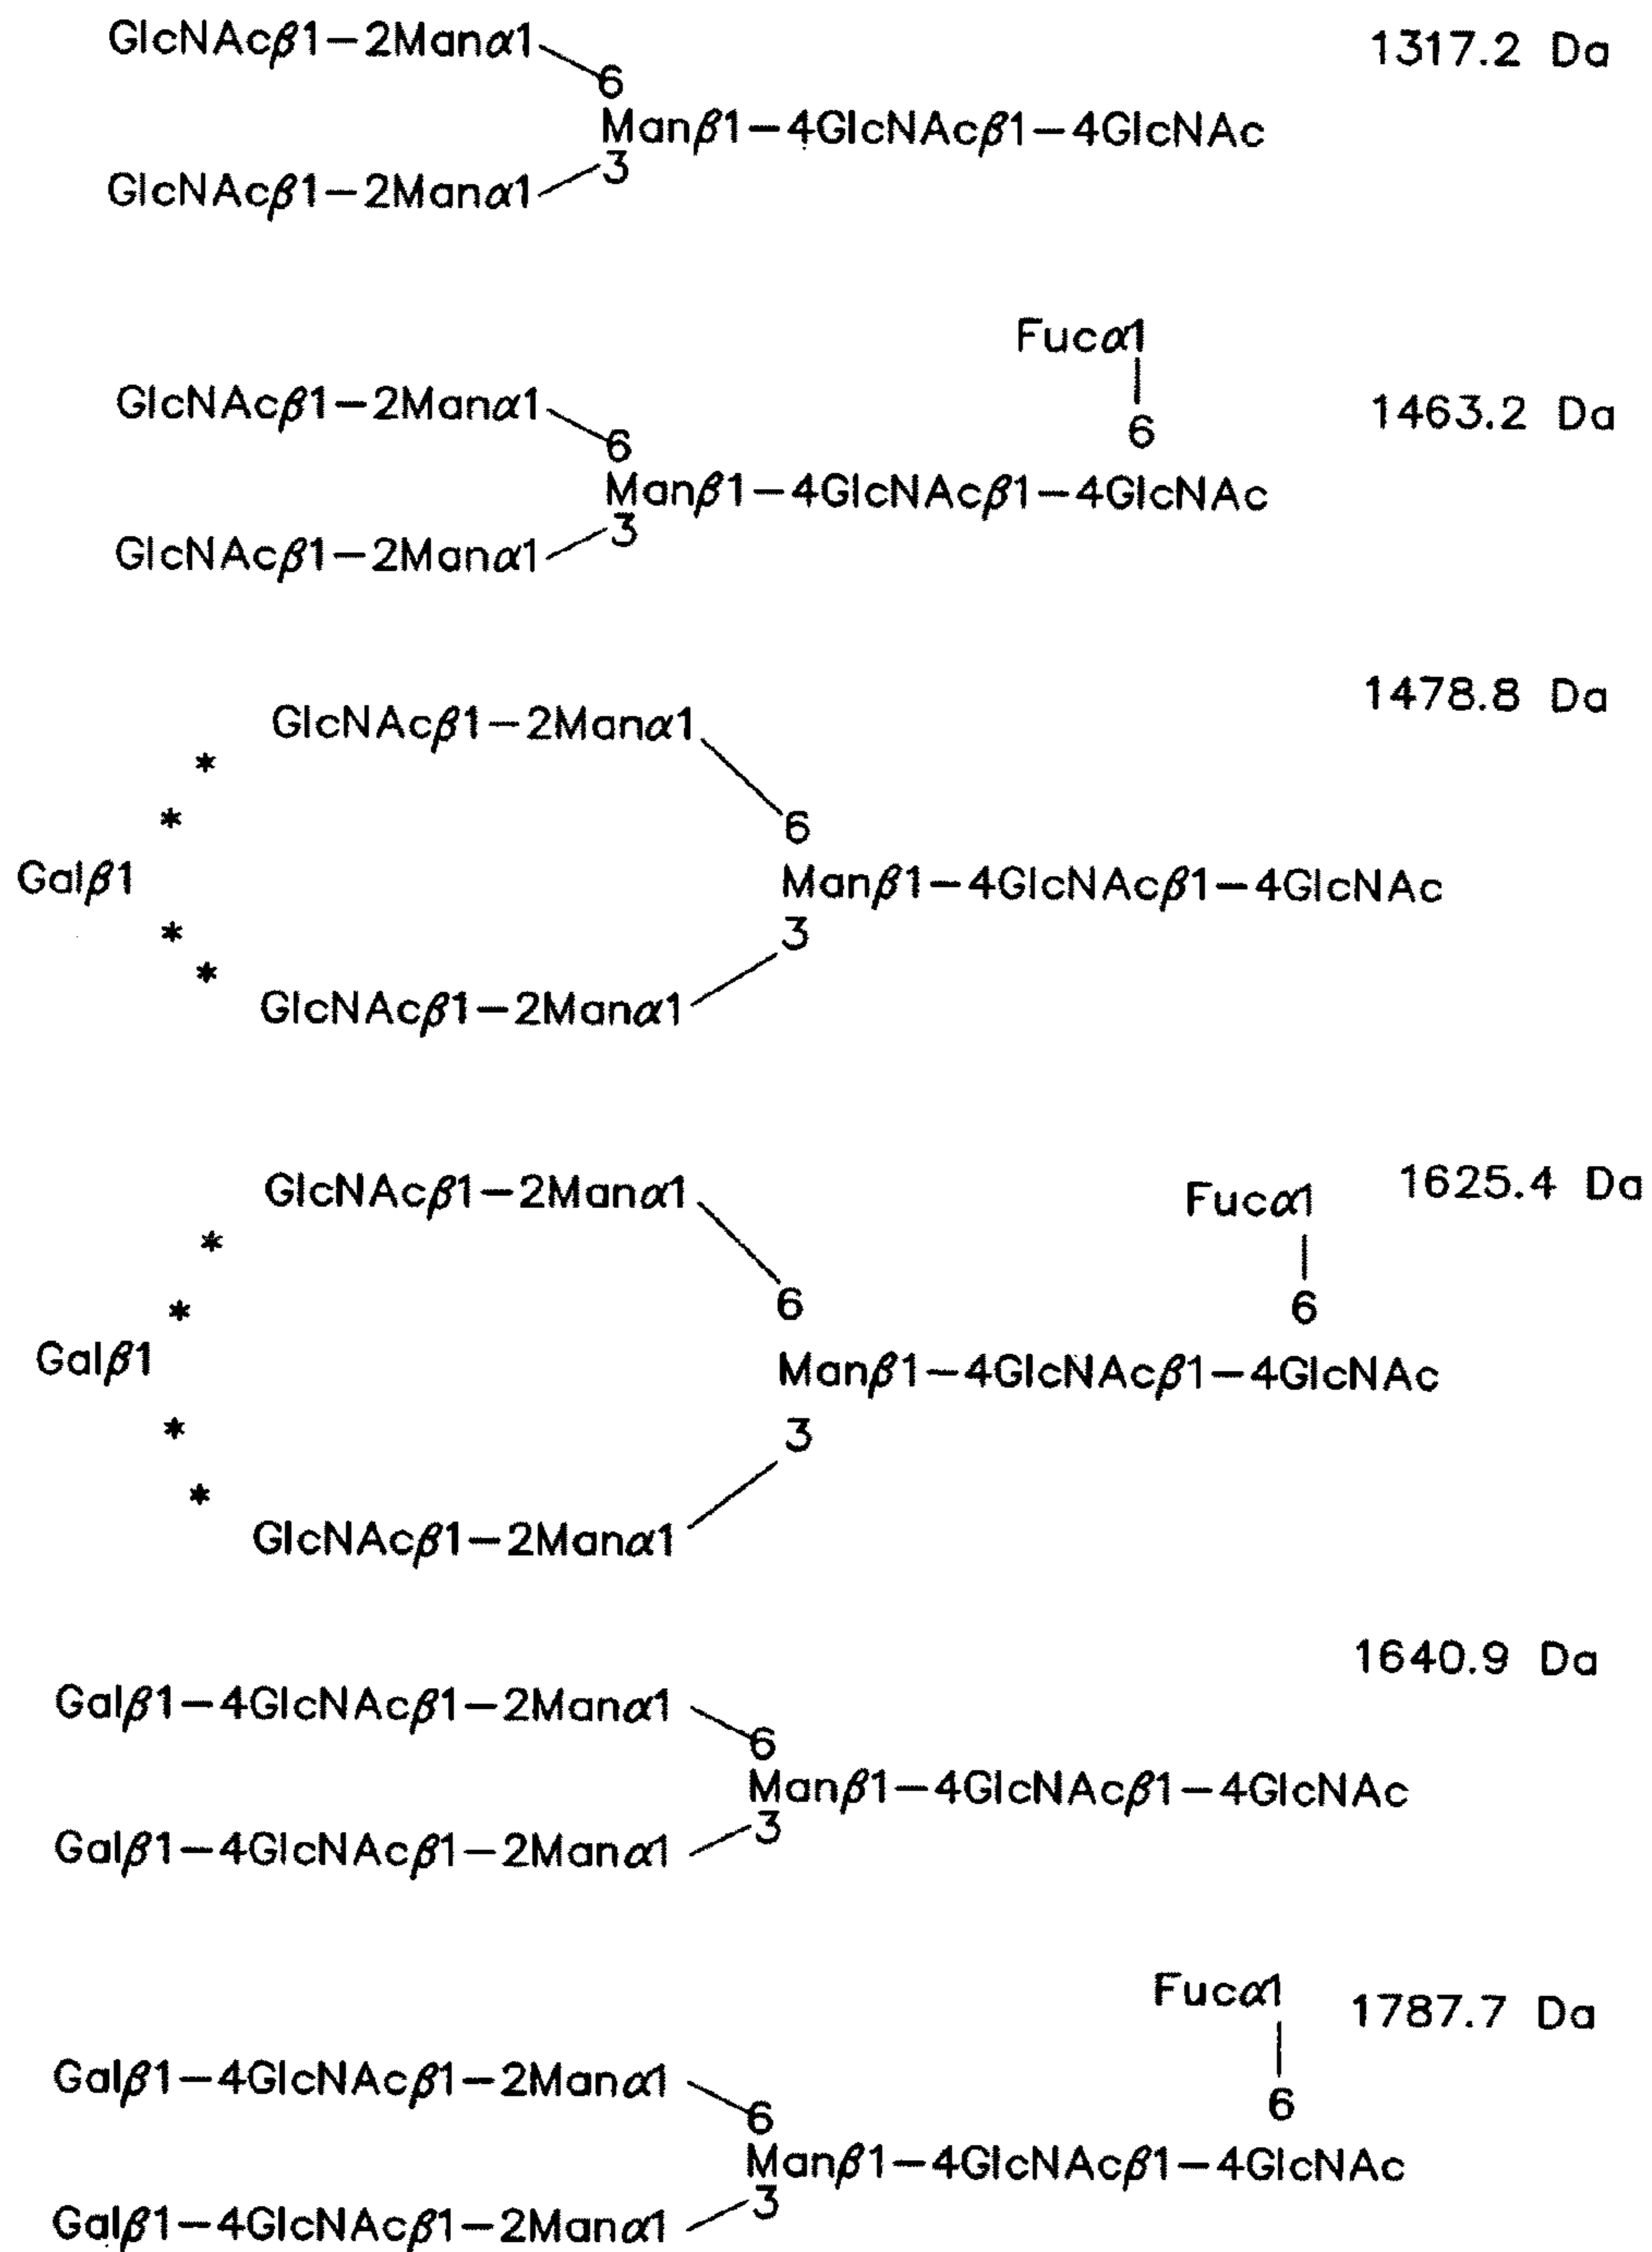 GlcNAcβ1−2Manα1
1317.2 Da
6
Manβ1−4GlcNAcβ1−4GlcNAc
3
GlcNAcβ1−2Manα1
Fucα1
GlcNAcβ1−2Manα1
1463.2 Da
6
6
Manβ1−4GlcNAcβ1−4GlcNAc
3
GlcNAcβ1−2Manα1
1478.8 Da
GlcNAcβ1−2Manα1
*
*
6
Galβ1
Manβ1−4GlcNAcβ1−4GlcNAc
*
3
*
GlcNAcβ1−2Manα1
1625.4 Da
GlcNAcβ1−2Manα1
Fucα1
*
*
6
6
Galβ1
Manβ1−4GlcNAcβ1−4GlcNAc
*
3
*
GlcNAcβ1−2Manα1
1640.9 Da
Galβ1−4GlcNAcβ1−2Manα1
6
Manβ1−4GlcNAcβ1−4GlcNAc
3
Galβ1−4GlcNAcβ1−2Manα1
Fucα1
1787.7 Da
Galβ1−4GlcNAcβ1−2Manα1
6
6
Manβ1−4GlcNAcβ1−4GlcNAc
3
Galβ1−4GlcNAcβ1−2Manα1